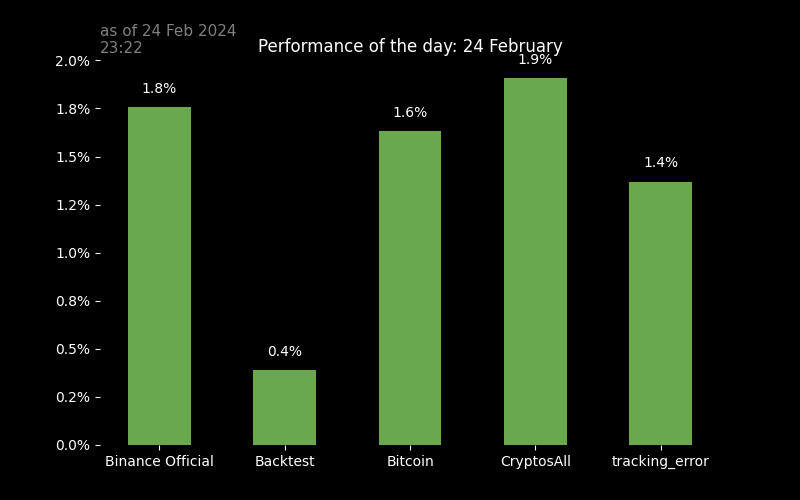 as of 24 Feb 2024
23:22
Performance of the day: 24 February
2.0%
1.8%
1.5%
1.2%
1.0%
0.8%
0.5%
0.2%
0.0%
1.8%
0.4%
1.6%
1.9%
1.4%
Binance Official
Backtest
Bitcoin
CryptosAll
tracking_error